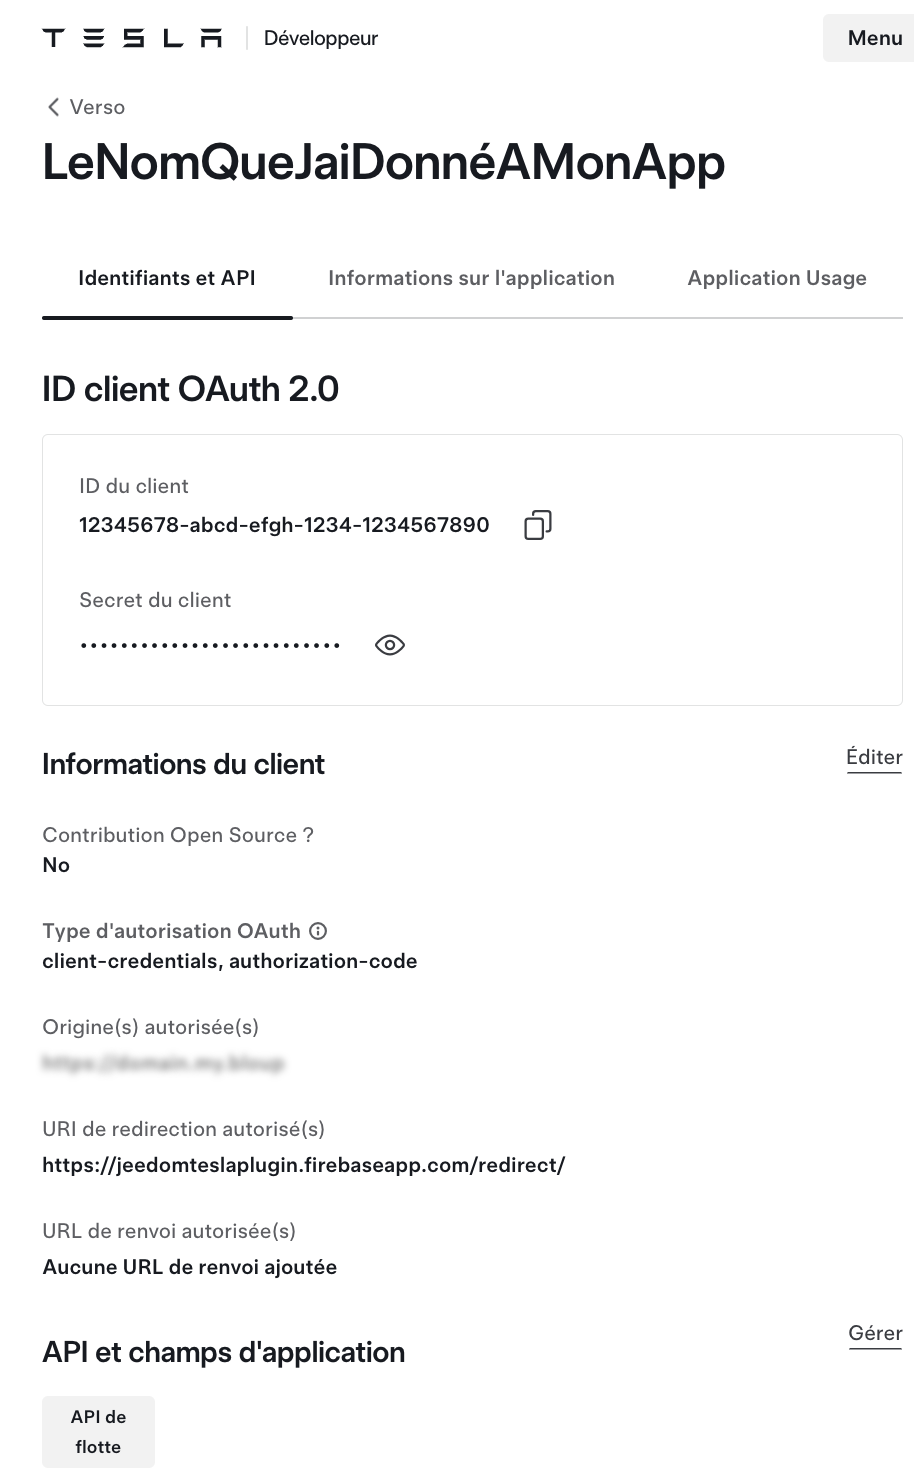 TESLA Développeur Menu
Verso
LeNomQueJaiDonnéAMonApp
Identifiants et API Informations sur l'application Application Usage
ID client OAuth 2.0
ID du client
12345678-abcd-efgh-1234-1234567890
Secret du client
••••••••••••••••••••••••••
Informations du client Éditer
Contribution Open Source ?
No
Type d'autorisation OAuth
client-credentials, authorization-code
Origine(s) autorisée(s)
URI de redirection autorisé(s)
https://jeedomteslaplugin.firebaseapp.com/redirect/
URL de renvoi autorisée(s)
Aucune URL de renvoi ajoutée
API et champs d'application Gérer
API de
flotte